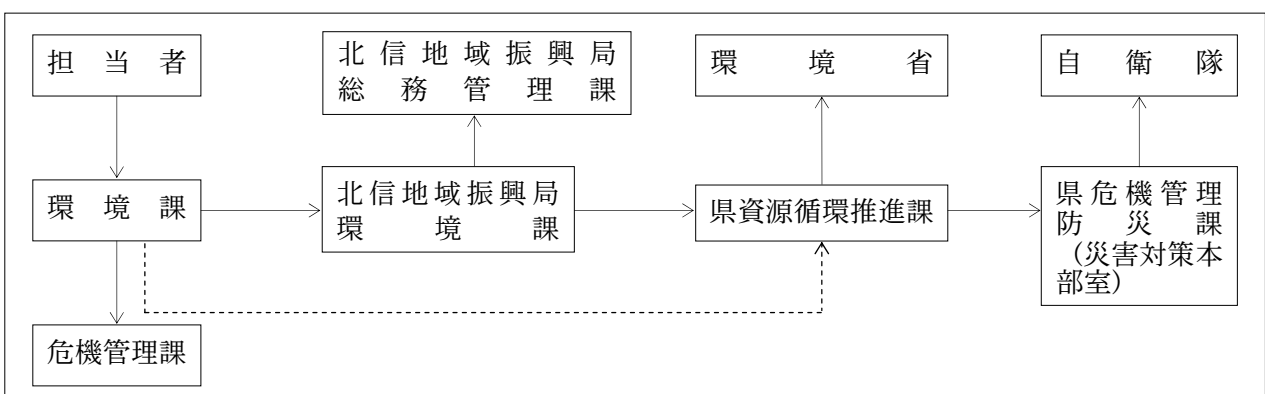 担当者
北信地域振興局
総務管理課
環境省
自衛隊
環境課
北信地域振興局
環境課
県資源循環推進課
県危機管理
防災課
（災害対策本
部室）
危機管理課